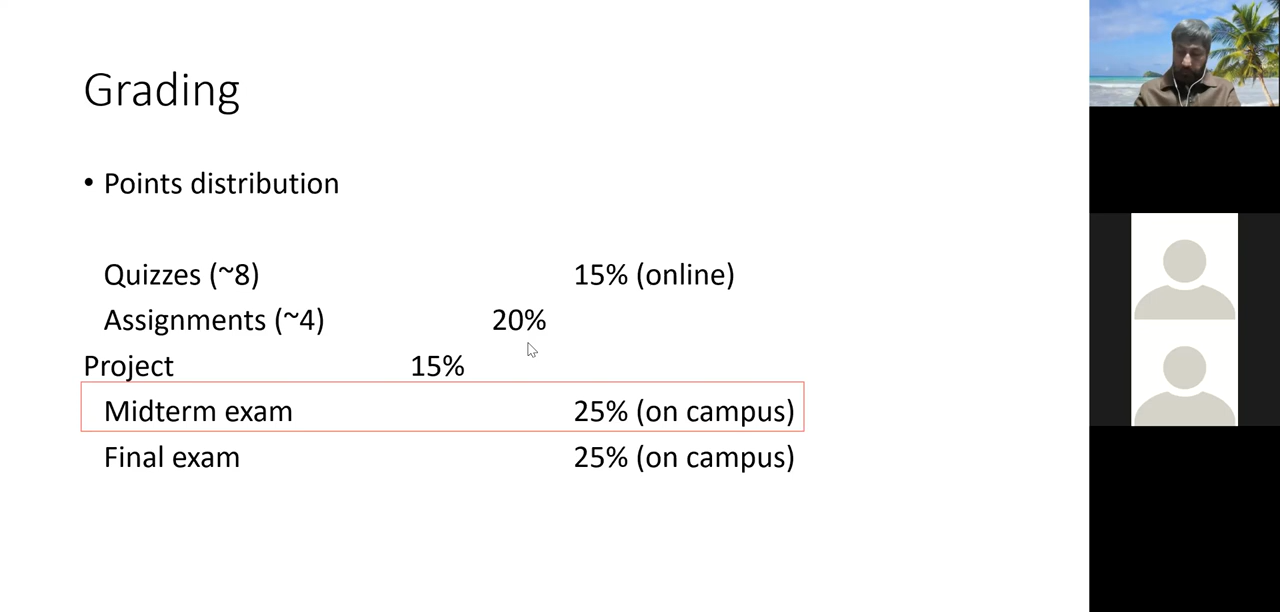 Grading
• Points distribution
Quizzes (~8) 15% (online)
Assignments (~4) 20%
Project 15%
Midterm exam 25% (on campus)
Final exam 25% (on campus)